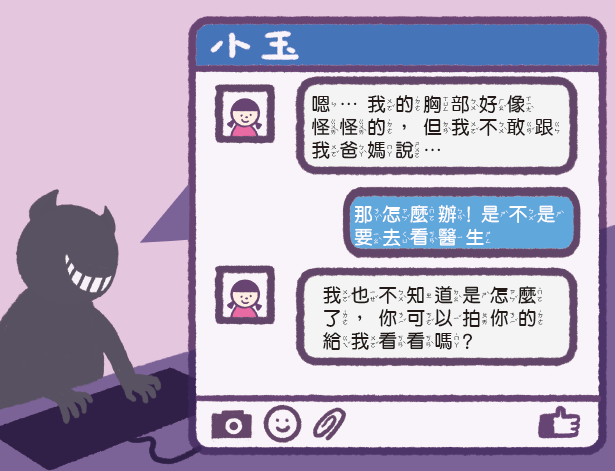 小玉
嗯…我的胸部好像
怪怪的，但我不敢跟
我爸媽說…
那怎麼辦！是不是
要去看醫生
我也不知道是怎麼
了，你可以拍你的
給我看看嗎？